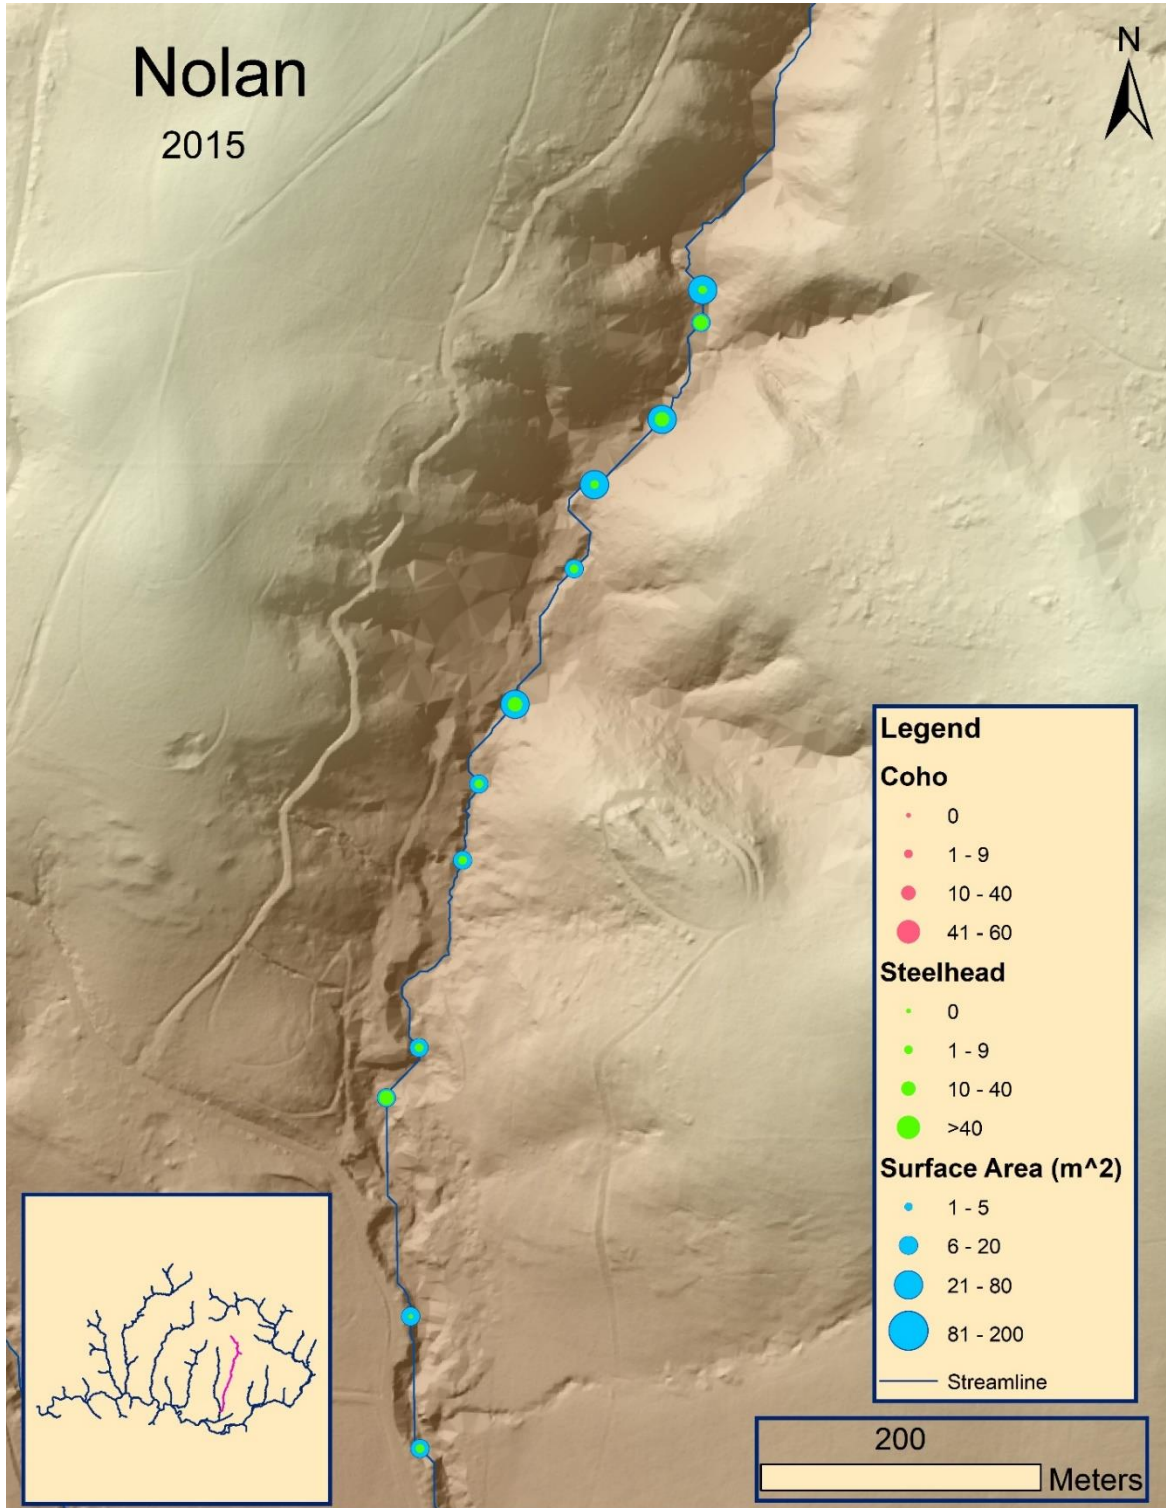 Nolan
2015
N
Legend
Coho
0
1 - 9
10 - 40
41 - 60
Steelhead
0
1 - 9
10 - 40
>40
Surface Area (m^2)
1 - 5
6 - 20
21 - 80
81 - 200
Streamline
200
Meters